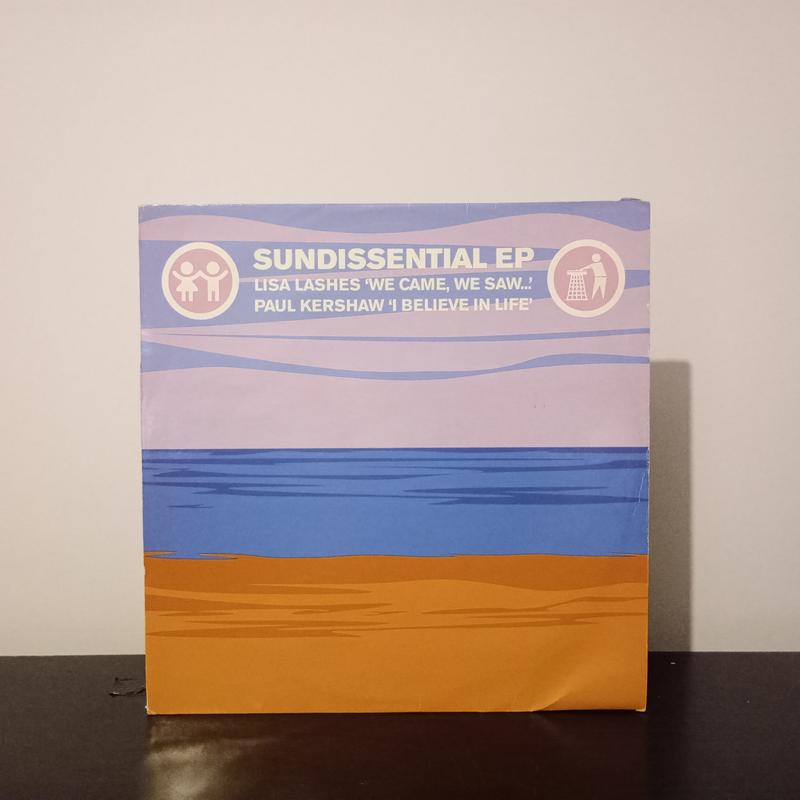 SUNDISSENTIAL EP
LISA LASHES ‘WE CAME, WE SAW..’
PAUL KERSHAW ‘I BELIEVE IN LIFE’